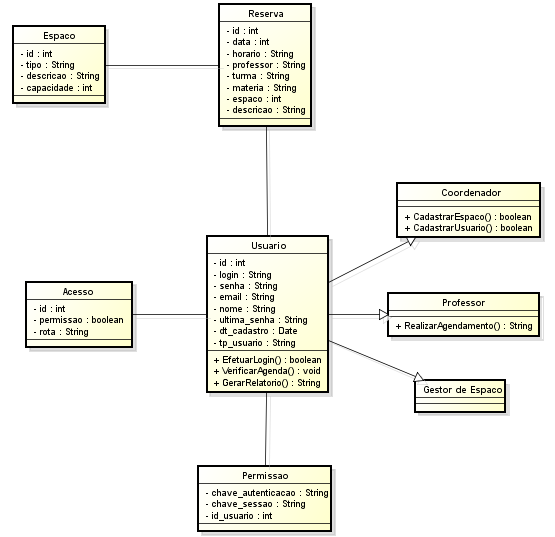 Reserva
- id : int
- data : int
- horario : String
- professor : String
- turma : String
- materia : String
- espaco : int
- descricao : String
Espaco
- id : int
- tipo : String
- descricao : String
- capacidade : int
Coordenador
+ CadastrarEspaco() : boolean
+ CadastrarUsuario() : boolean
Usuario
- id : int
- login : String
- senha : String
- email : String
- nome : String
- ultima_senha : String
- dt_cadastro : Date
- tp_usuario : String
+ EfetuarLogin() : boolean
+ VerificarAgenda() : void
+ GerarRelatorio() : String
Acesso
- id : int
- permissao : boolean
- rota : String
Professor
+ RealizarAgendamento() : String
Gestor de Espaco
Permissao
- chave_autenticacao : String
- chave_sessao : String
- id_usuario : int